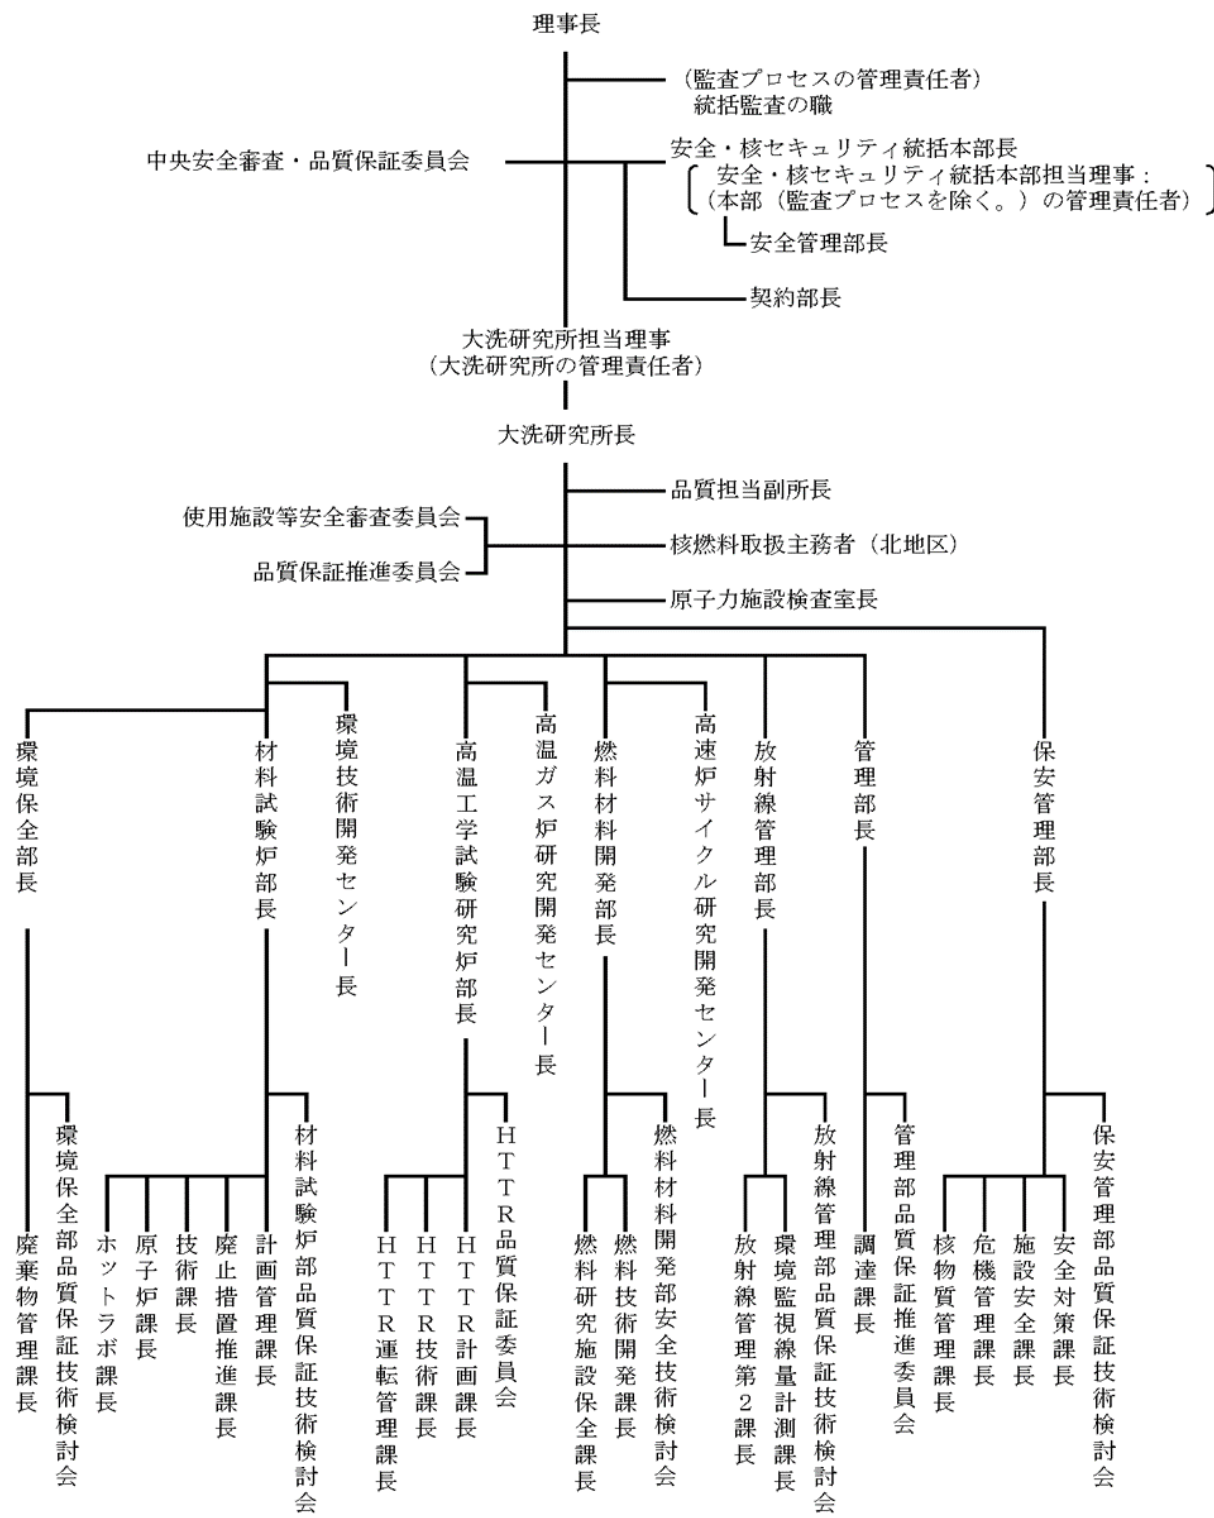 理事長
（監査プロセスの管理責任者）
統括監査の職
中央安全審査・品質保証委員会
安全・核セキュリティ統括本部長
安全・核セキュリティ統括本部担当理事：
（本部（監査プロセスを除く。）の管理責任者）
安全管理部長
契約部長
大洗研究所担当理事
（大洗研究所の管理責任者）
大洗研究所長
品質担当副所長
使用施設等安全審査委員会
核燃料取扱主務者（北地区）
品質保証推進委員会
原子力施設検査室長
環境保全部長
材料試験炉部長
環境技術開発センター長
高温工学試験研究炉部長
高温ガス炉研究開発センター長
燃料材料開発部長
高速炉サイクル研究開発センター長
放射線管理部長
管理部長
保安管理部長
廃棄物管理課長
環境保全部品質保証技術検討会
ホットラボ課長
原子炉課長
技術課長
廃止措置推進課長
計画管理課長
材料試験炉部品質保証技術検討会
ＨＴＴＲ運転管理課長
ＨＴＴＲ技術課長
ＨＴＴＲ計画課長
ＨＴＴＲ品質保証委員会
燃料研究施設保全課長
燃料技術開発課長
燃料材料開発部安全技術検討会
放射線管理第２課長
環境監視線量計測課長
放射線管理部品質保証技術検討会
調達課長
管理部品質保証推進委員会
核物質管理課長
危機管理課長
施設安全課長
安全対策課長
保安管理部品質保証技術検討会